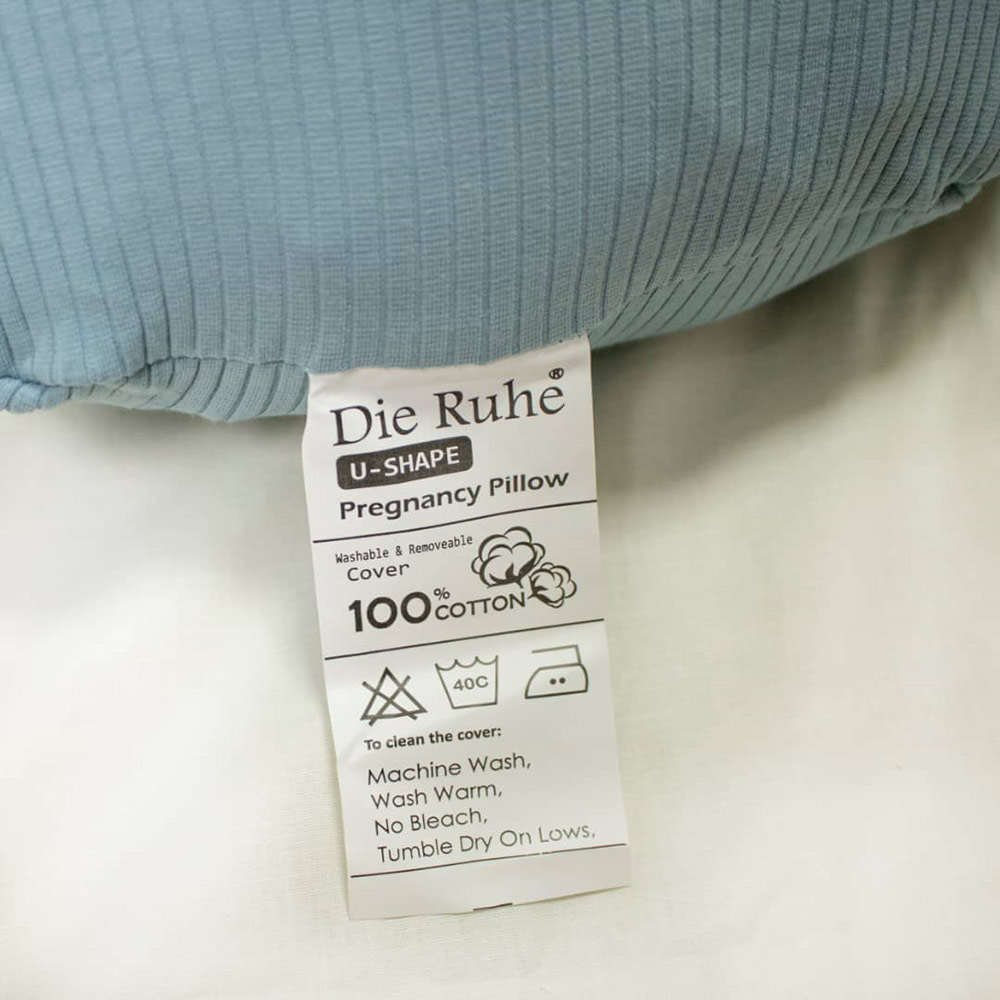 Die Ruhe®
U-SHAPE
Pregnancy Pillow
Washable & Removeable
Cover
100% COTTON
40C
To clean the cover:
Machine Wash,
Wash Warm,
No Bleach,
Tumble Dry On Lows,